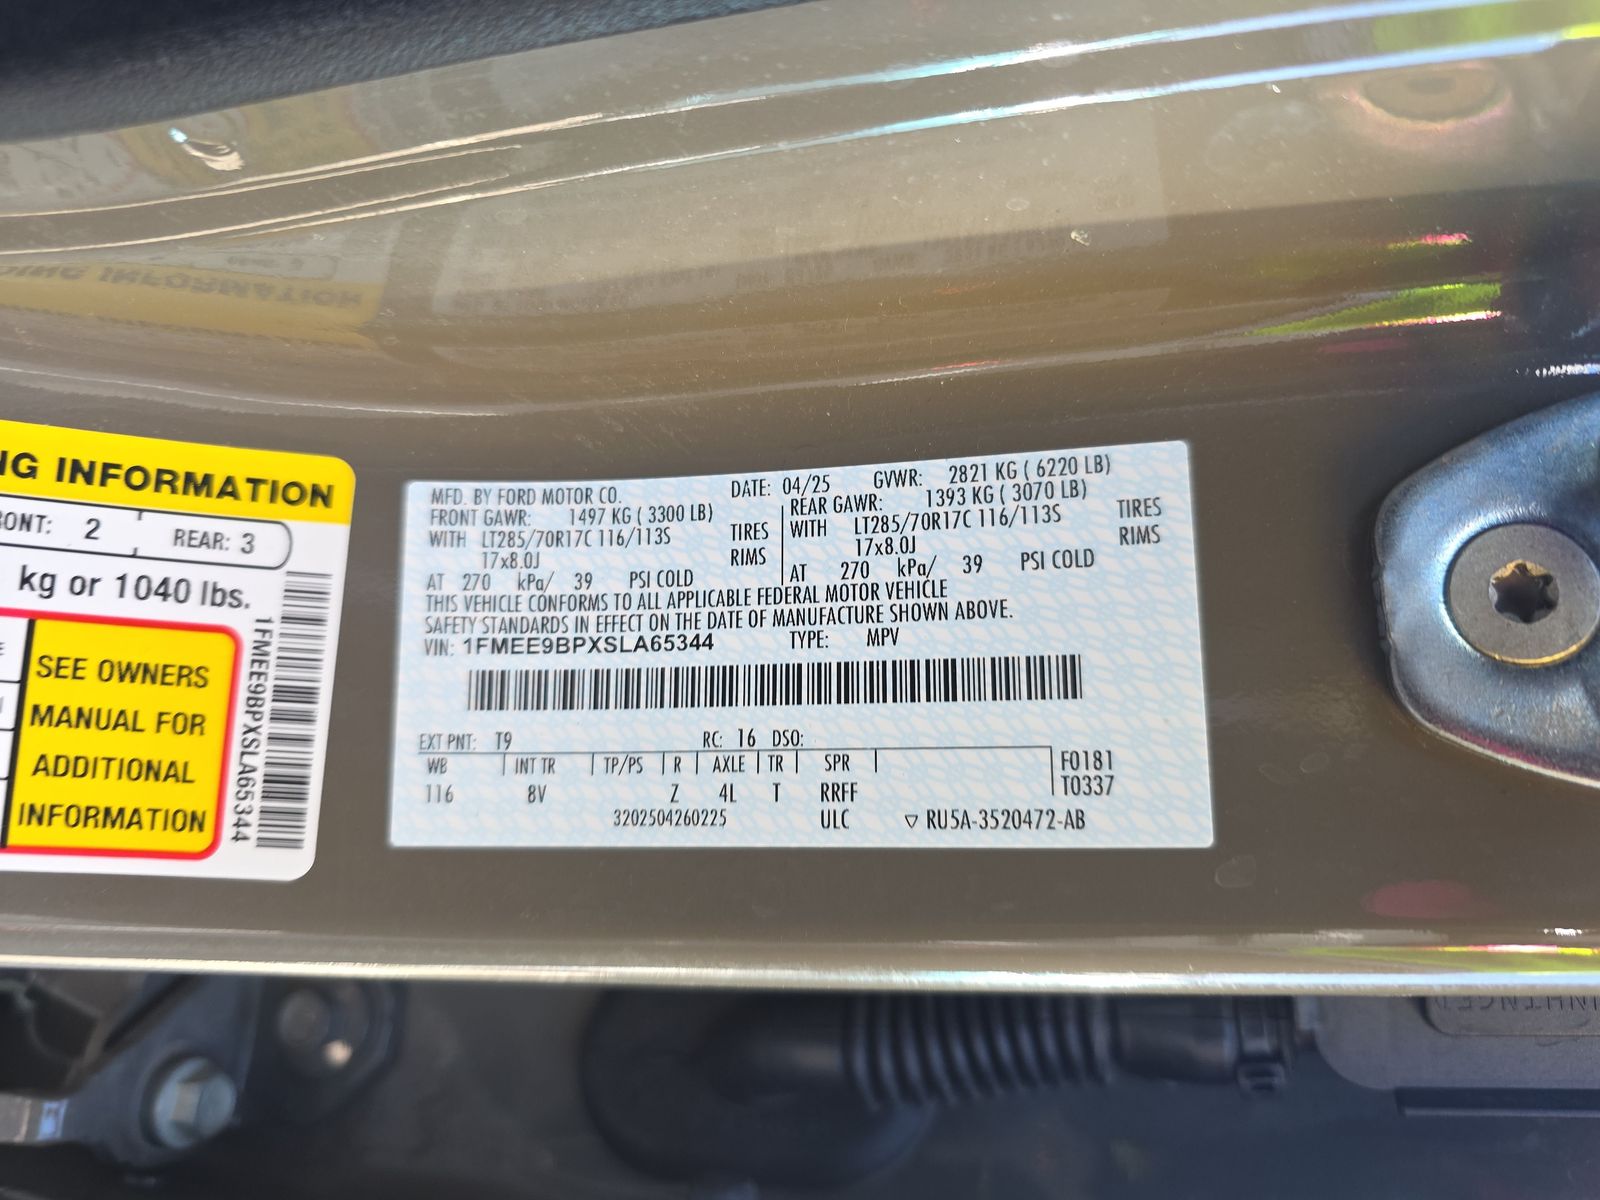 NG INFORMATION
RONT: 2 REAR: 3
kg or 1040 lbs.
SEE OWNERS
MANUAL FOR
ADDITIONAL
INFORMATION
1FMEE9BPXSLA65344
MFD. BY FORD MOTOR CO. DATE: 04/25 GVWR: 2821 KG ( 6220 LB)
FRONT GAWR: 1497 KG ( 3300 LB) REAR GAWR: 1393 KG ( 3070 LB)
WITH LT285/70R17C 116/113S TIRES WITH LT285/70R17C 116/113S TIRES
17x8.0J RIMS 17x8.0J RIMS
AT 270 kPa/ 39 PSI COLD AT 270 kPa/ 39 PSI COLD
THIS VEHICLE CONFORMS TO ALL APPLICABLE FEDERAL MOTOR VEHICLE
SAFETY STANDARDS IN EFFECT ON THE DATE OF MANUFACTURE SHOWN ABOVE.
VIN: 1FMEE9BPXSLA65344 TYPE: MPV
EXT PNT: T9 RC: 16 DSO:
WB INT TR TP/PS R AXLE TR SPR F0181
116 8V Z 4L T RRFF T0337
3202504260225 ULC ▽ RU5A-3520472-AB